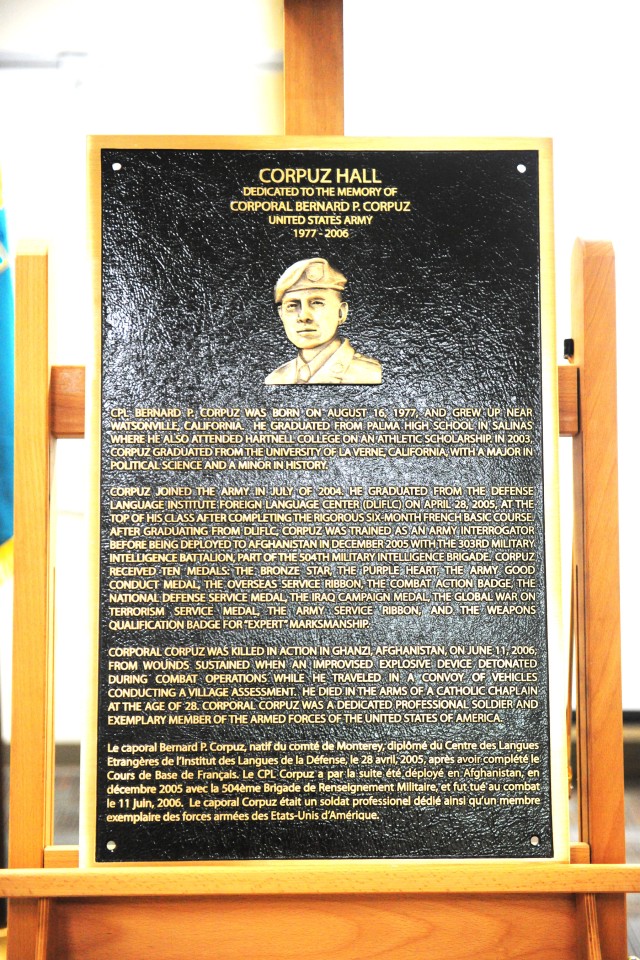 CORPUZ HALL
DEDICATED TO THE MEMORY OF
CORPORAL BERNARD P. CORPUZ
UNITED STATES ARMY
1977 - 2006
CPL BERNARD P. CORPUZ WAS BORN ON AUGUST 16, 1977, AND GREW UP NEAR
WATSONVILLE, CALIFORNIA. HE GRADUATED FROM PALMA HIGH SCHOOL IN SALINAS
WHERE HE ALSO ATTENDED HARTNELL COLLEGE ON AN ATHLETIC SCHOLARSHIP. IN 2003,
CORPUZ GRADUATED FROM THE UNIVERSITY OF LA VERNE, CALIFORNIA, WITH A MAJOR IN
POLITICAL SCIENCE AND A MINOR IN HISTORY.
CORPUZ JOINED THE ARMY IN JULY OF 2004. HE GRADUATED FROM THE DEFENSE
LANGUAGE INSTITUTE FOREIGN LANGUAGE CENTER (DLIFLC) ON APRIL 28, 2005, AT THE
TOP OF HIS CLASS AFTER COMPLETING THE RIGOROUS SIX-MONTH FRENCH BASIC COURSE.
AFTER GRADUATING FROM DLIFLC, CORPUZ WAS TRAINED AS AN ARMY INTERROGATOR
BEFORE BEING DEPLOYED TO AFGHANISTAN IN DECEMBER 2005 WITH THE 303RD MILITARY
INTELLIGENCE BATTALION, PART OF THE 504TH MILITARY INTELLIGENCE BRIGADE. CORPUZ
RECEIVED TEN MEDALS: THE BRONZE STAR, THE PURPLE HEART, THE ARMY GOOD
CONDUCT MEDAL, THE OVERSEAS SERVICE RIBBON, THE COMBAT ACTION BADGE, THE
NATIONAL DEFENSE SERVICE MEDAL, THE IRAQ CAMPAIGN MEDAL, THE GLOBAL WAR ON
TERRORISM SERVICE MEDAL, THE ARMY SERVICE RIBBON, AND THE WEAPONS
QUALIFICATION BADGE FOR "EXPERT" MARKSMANSHIP.
CORPORAL CORPUZ WAS KILLED IN ACTION IN GHANZI, AFGHANISTAN, ON JUNE 11, 2006,
FROM WOUNDS SUSTAINED WHEN AN IMPROVISED EXPLOSIVE DEVICE DETONATED
DURING COMBAT OPERATIONS WHILE HE TRAVELED IN A CONVOY OF VEHICLES
CONDUCTING A VILLAGE ASSESSMENT. HE DIED IN THE ARMS OF A CATHOLIC CHAPLAIN
AT THE AGE OF 28. CORPORAL CORPUZ WAS A DEDICATED PROFESSIONAL SOLDIER AND
EXEMPLARY MEMBER OF THE ARMED FORCES OF THE UNITED STATES OF AMERICA.
Le caporal Bernard P. Corpuz, natif du comté de Monterey, diplômé du Centre des Langues
Etrangères de l'Institut des Langues de la Défense, le 28 avril, 2005, après avoir complété le
Cours de Base de Français. Le CPL Corpuz a par la suite été déployé en Afghanistan, en
décembre 2005 avec la 504ème Brigade de Renseignement Militaire, et fut tué au combat
le 11 juin, 2006. Le caporal Corpuz était un soldat professionel dédié ainsi qu'un membre
exemplaire des forces armées des Etats-Unis d'Amérique.